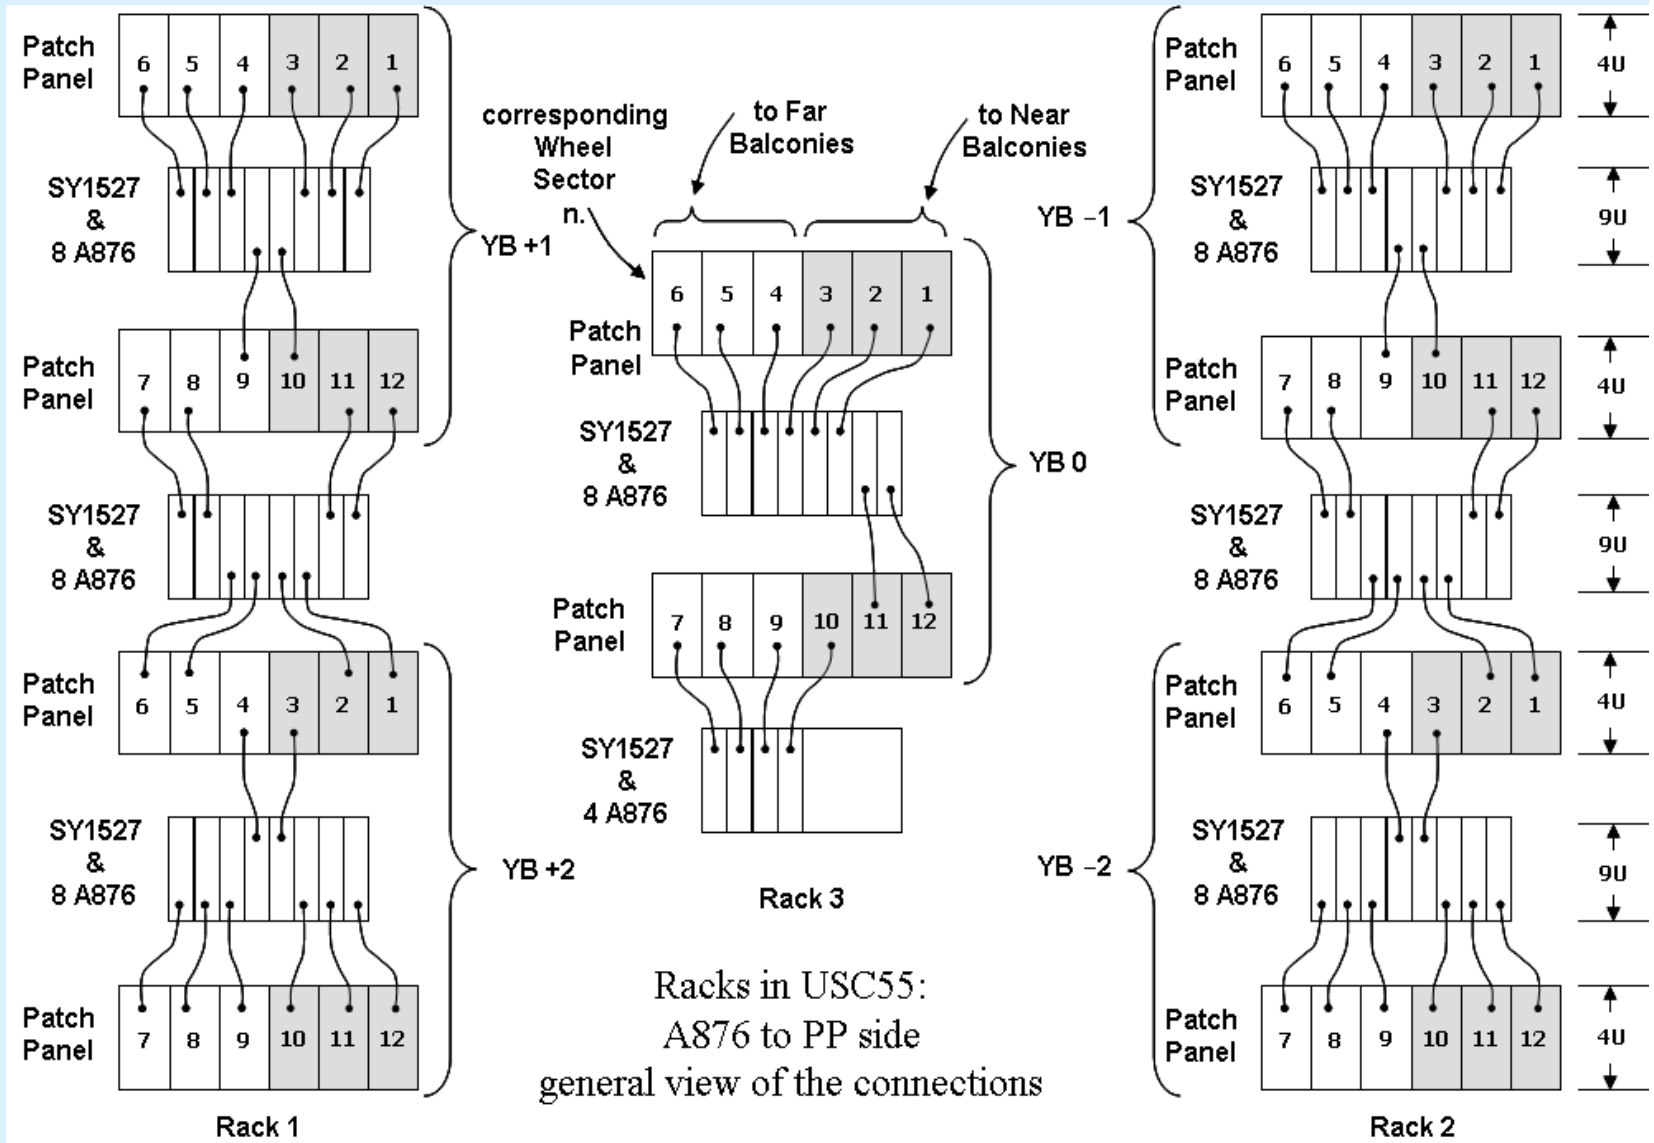 Patch
Panel
6 5 4 3 2 1
SY1527
&
8 A876
YB +1
Patch
Panel
7 8 9 10 11 12
SY1527
&
8 A876
Patch
Panel
6 5 4 3 2 1
SY1527
&
8 A876
YB +2
Patch
Panel
7 8 9 10 11 12
Rack 1
corresponding
Wheel
Sector
n.
to Far
Balconies
to Near
Balconies
6 5 4 3 2 1
Patch
Panel
SY1527
&
8 A876
YB 0
Patch
Panel
7 8 9 10 11 12
SY1527
&
4 A876
Rack 3
Racks in USC55:
A876 to PP side
general view of the connections
Patch
Panel
6 5 4 3 2 1
4U
SY1527
&
8 A876
9U
YB –1
Patch
Panel
7 8 9 10 11 12
4U
SY1527
&
8 A876
9U
Patch
Panel
6 5 4 3 2 1
4U
SY1527
&
8 A876
9U
YB –2
Patch
Panel
7 8 9 10 11 12
4U
Rack 2